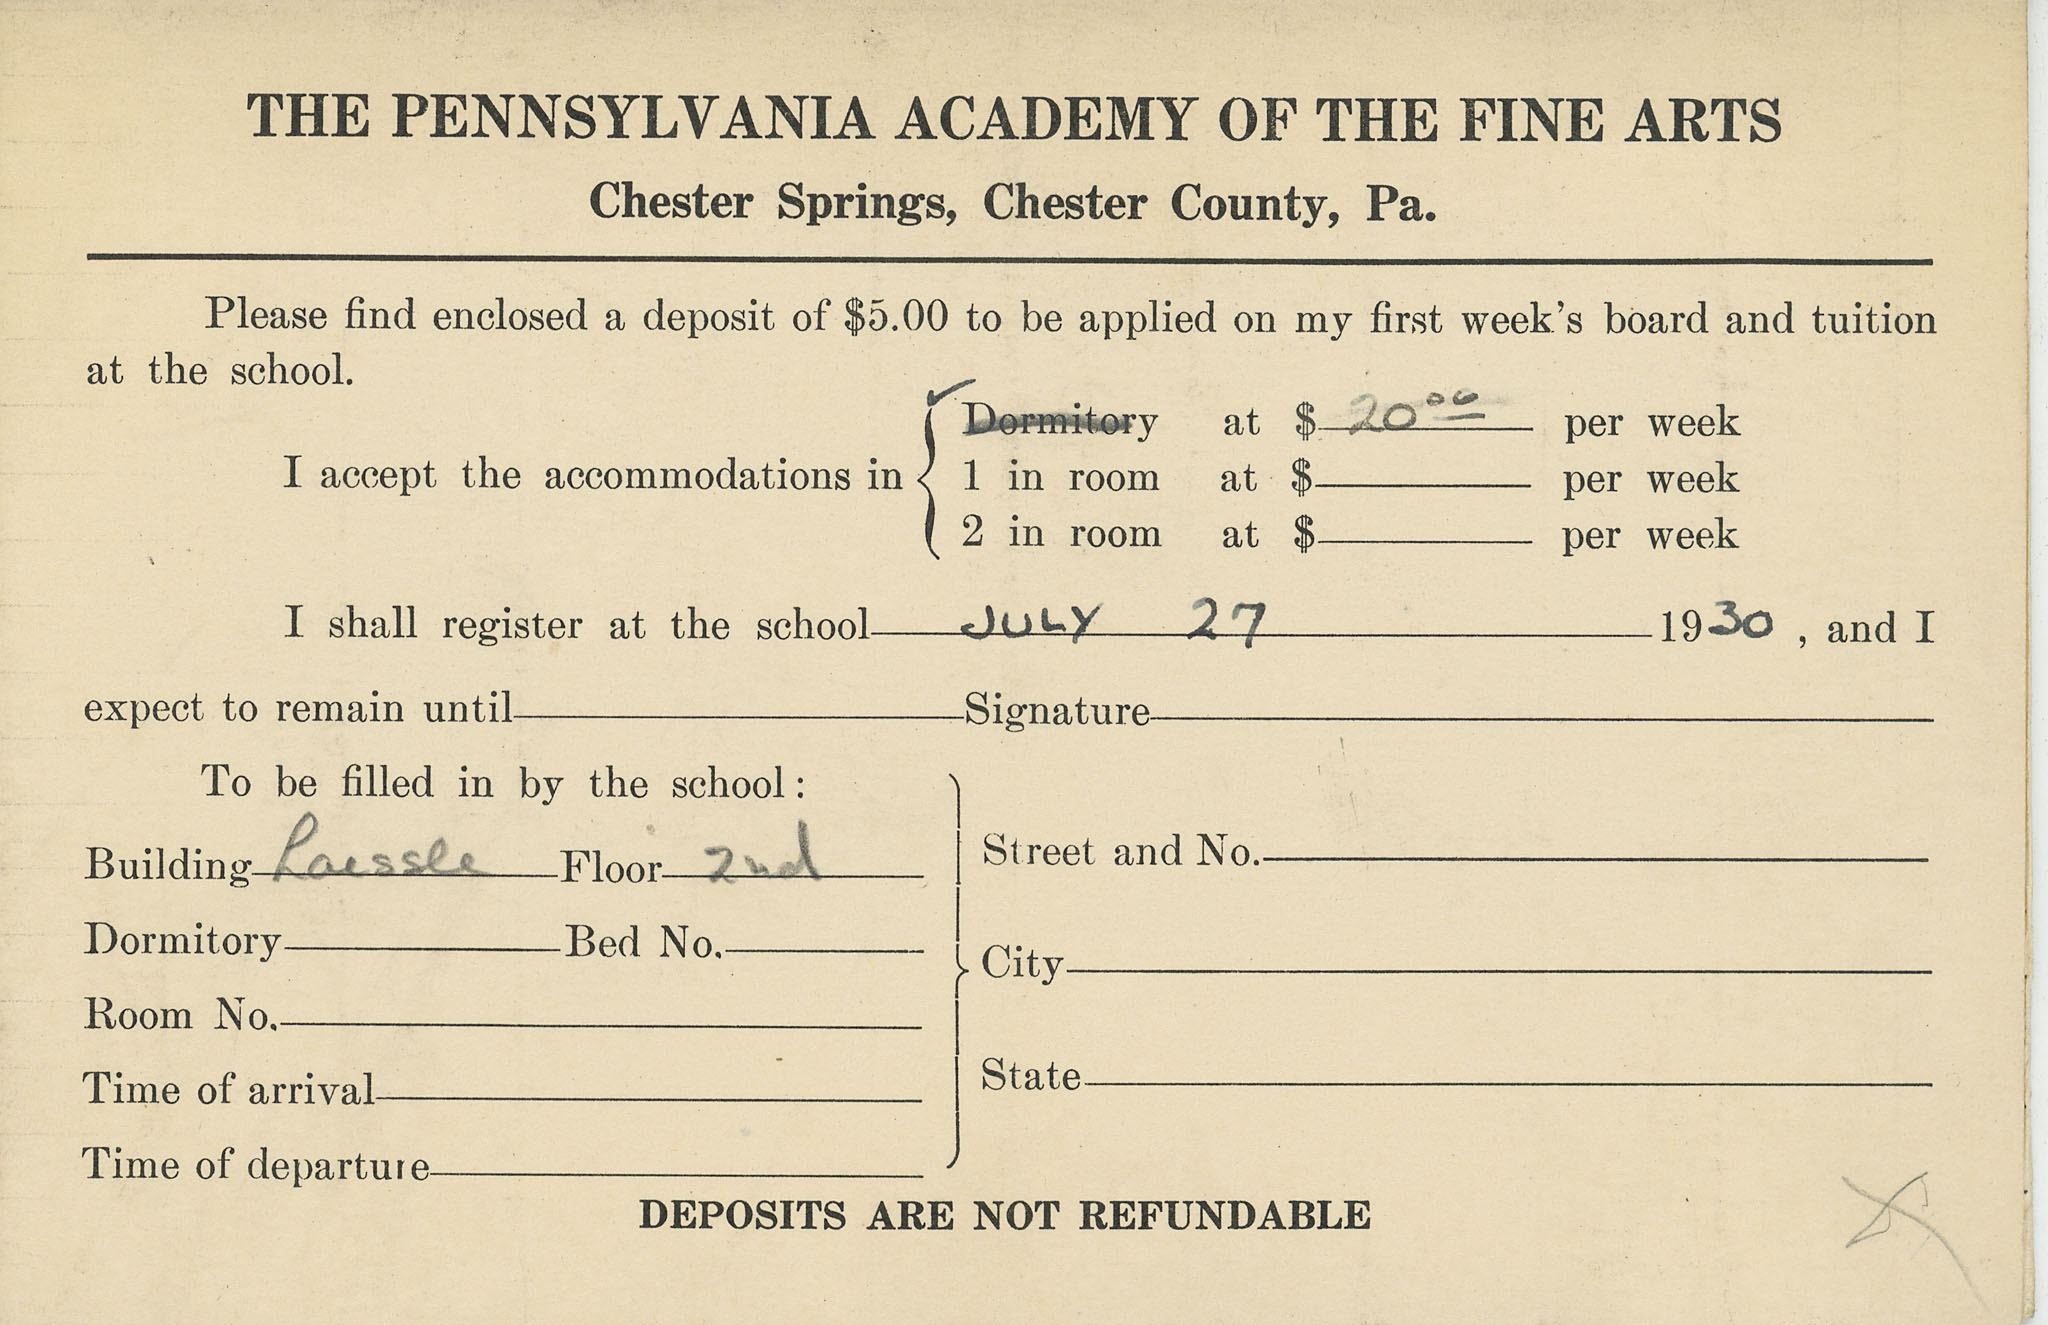 THE PENNSYLVANIA ACADEMY OF THE FINE ARTS
Chester Springs, Chester County, Pa.
Please find enclosed a deposit of $5.00 to be applied on my first week's board and tuition
at the school.
Dormitory at $ 20 00 per week
I accept the accommodations in 1 in room at $ per week
2 in room at $ per week
I shall register at the school JULY 27 1930, and I
expect to remain until Signature
To be filled in by the school:
Building Laessle Floor 2nd
Street and No.
Dormitory Bed No.
City
Room No.
Time of arrival
State
Time of departure
DEPOSITS ARE NOT REFUNDABLE